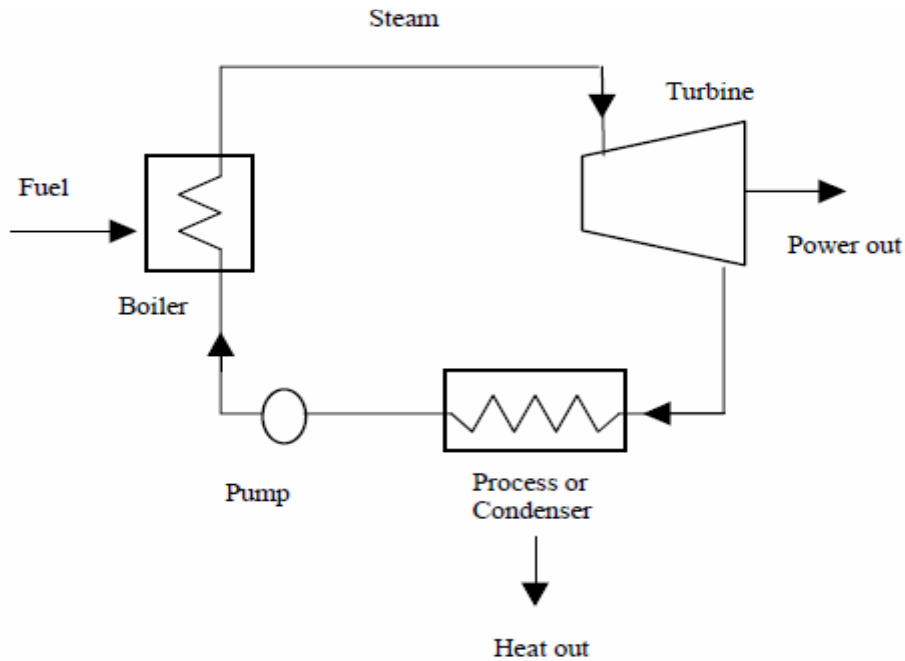 Steam
Turbine
Fuel
Power out
Boiler
Pump
Process or
Condenser
Heat out